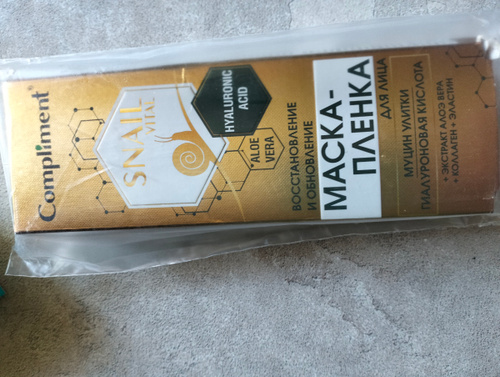 Compliment®
SNAIL
VITAL
HYALURONIC
ACID
ALOE
VERA
ВОССТАНОВЛЕНИЕ
И ОБНОВЛЕНИЕ
МАСКА-
ПЛЕНКА
ДЛЯ ЛИЦА
МУЦИН УЛИТКИ
ГИАЛУРОНОВАЯ КИСЛОТА
+ ЭКСТРАКТ АЛОЭ ВЕРА
+ КОЛЛАГЕН + ЭЛАСТИН